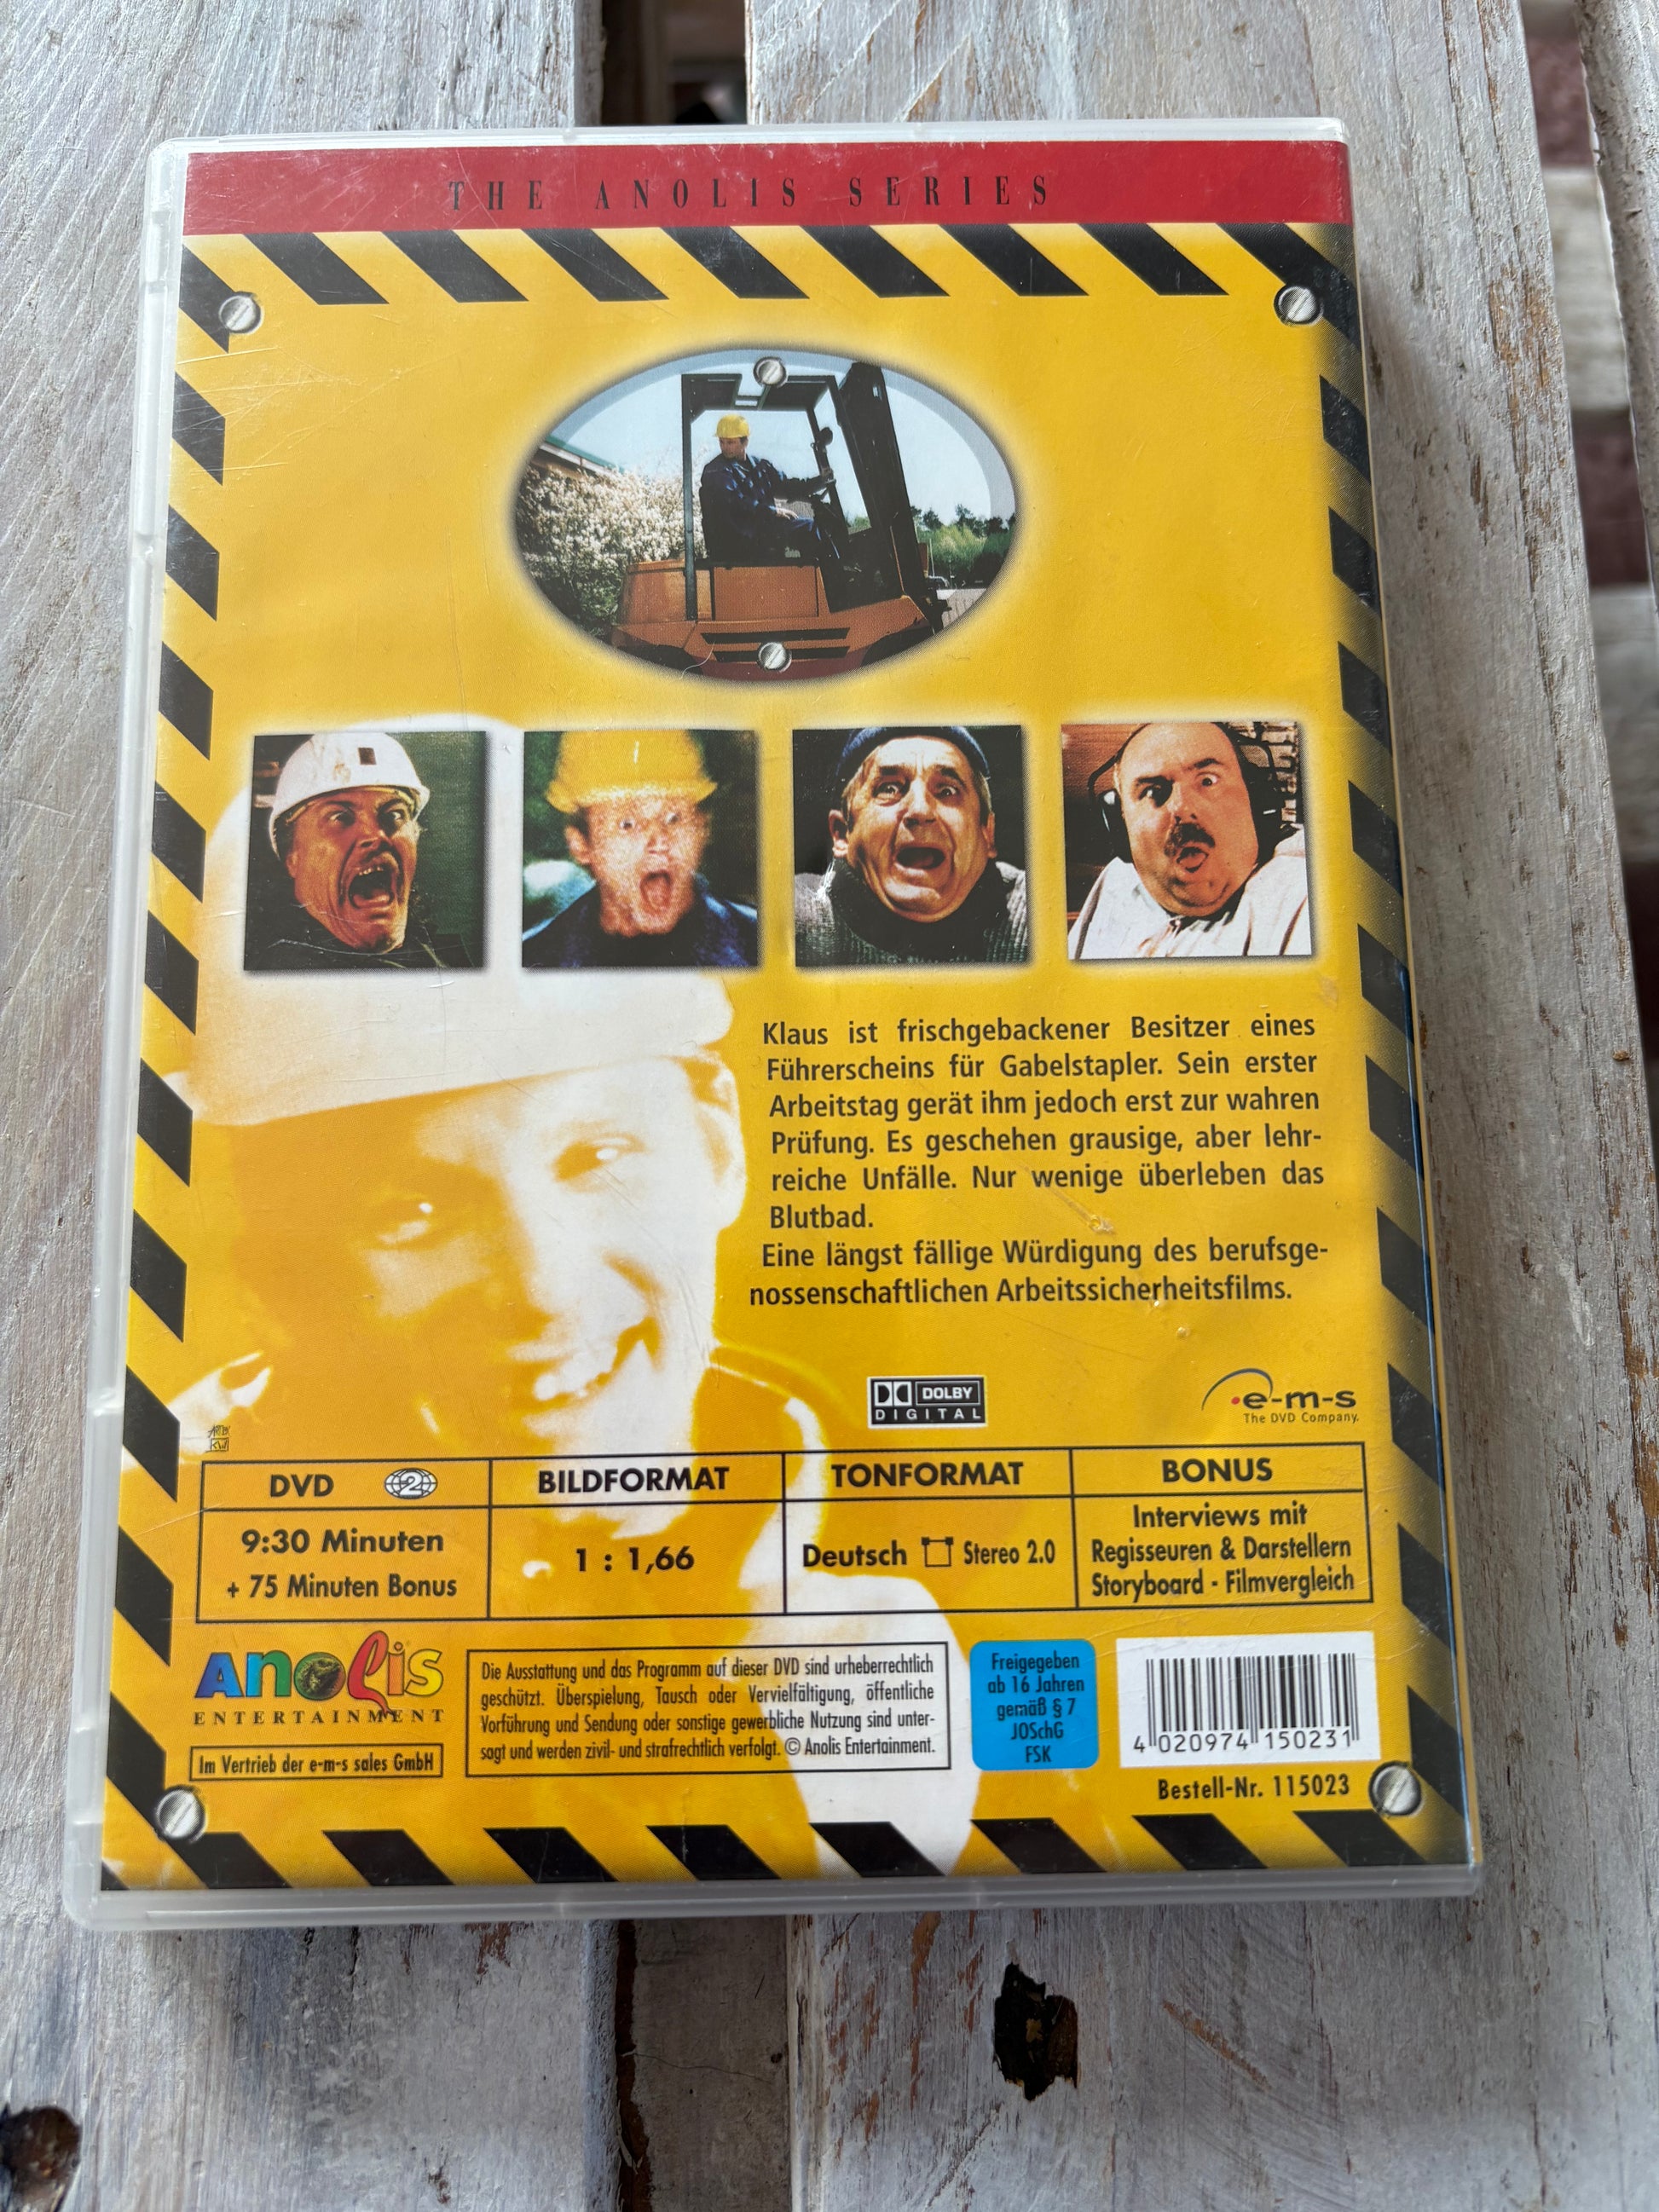 THE ANOLIS SERIES
Klaus ist frischgebackener Besitzer eines
Führerscheins für Gabelstapler. Sein erster
Arbeitstag gerät ihm jedoch erst zur wahren
Prüfung. Es geschehen grausige, aber lehr-
reiche Unfälle. Nur wenige überleben das
Blutbad.
Eine längst fällige Würdigung des berufsge-
nossenschaftlichen Arbeitssicherheitsfilms.
DOLBY
DIGITAL
e-m-s
The DVD Company.
DVD 2
9:30 Minuten
+ 75 Minuten Bonus
BILDFORMAT
1 : 1,66
TONFORMAT
Deutsch Stereo 2.0
BONUS
Interviews mit
Regisseuren & Darstellern
Storyboard - Filmvergleich
anolis
ENTERTAINMENT
Im Vertrieb der e-m-s sales GmbH
Die Ausstattung und das Programm auf dieser DVD sind urheberrechtlich
geschützt. Überspielung, Tausch oder Vervielfältigung, öffentliche
Vorführung und Sendung oder sonstige gewerbliche Nutzung sind unter-
sagt und werden zivil- und strafrechtlich verfolgt. © Anolis Entertainment.
Freigegeben
ab 16 Jahren
gemäß § 7
JÖSchG
FSK
4 020974 150231
Bestell-Nr. 115023